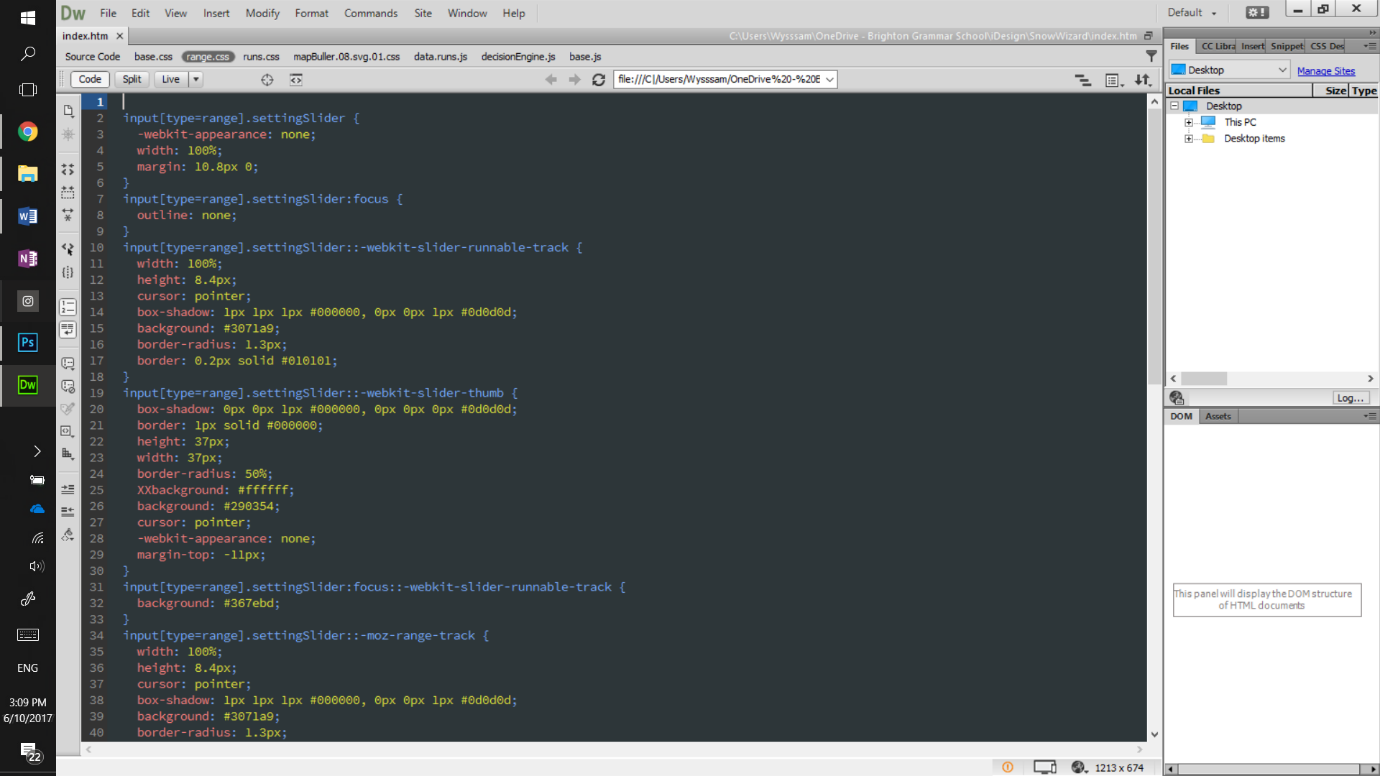 Dw File Edit View Insert Modify Format Commands Site Window Help
Default
index.htm
C:\Users\Wysssam\OneDrive - Brighton Grammar School\iDesign\SnowWizard\index.htm
Source Code base.css range.css runs.css mapBuller.08.svg.01.css data.runs.js decisionEngine.js base.js
Code Split Live
file:///C|/Users/Wysssam/OneDrive%20-%20E
1
2 input[type=range].settingSlider {
3 -webkit-appearance: none;
4 width: 100%;
5 margin: 10.8px 0;
6 }
7 input[type=range].settingSlider:focus {
8 outline: none;
9 }
10 input[type=range].settingSlider::-webkit-slider-runnable-track {
11 width: 100%;
12 height: 8.4px;
13 cursor: pointer;
14 box-shadow: 1px 1px 1px #000000, 0px 0px 1px #0d0d0d;
15 background: #3071a9;
16 border-radius: 1.3px;
17 border: 0.2px solid #010101;
18 }
19 input[type=range].settingSlider::-webkit-slider-thumb {
20 box-shadow: 0px 0px 1px #000000, 0px 0px 0px #0d0d0d;
21 border: 1px solid #000000;
22 height: 37px;
23 width: 37px;
24 border-radius: 50%;
25 XXbackground: #ffffff;
26 background: #290354;
27 cursor: pointer;
28 -webkit-appearance: none;
29 margin-top: -11px;
30 }
31 input[type=range].settingSlider:focus::-webkit-slider-runnable-track {
32 background: #367ebd;
33 }
34 input[type=range].settingSlider::-moz-range-track {
35 width: 100%;
36 height: 8.4px;
37 cursor: pointer;
38 box-shadow: 1px 1px 1px #000000, 0px 0px 1px #0d0d0d;
39 background: #3071a9;
40 border-radius: 1.3px;
1213 x 674
Files CC Libra Insert Snippet CSS Des
Desktop
Manage Sites
Local Files Size Type
Desktop
This PC
Desktop items
Log...
DOM Assets
This panel will display the DOM structure
of HTML documents
Ps
Dw
ENG
3:09 PM
6/10/2017
22